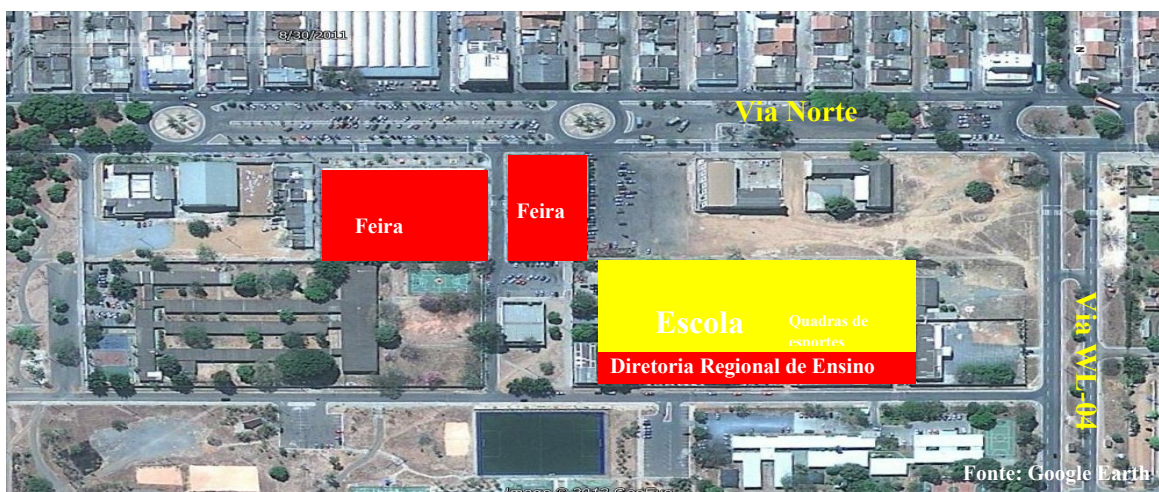 8/30/2011
N
Via Norte
Feira
Feira
Escola
Quadras de
esportes
Diretoria Regional de Ensino
Via WL-04
Fonte: Google Earth